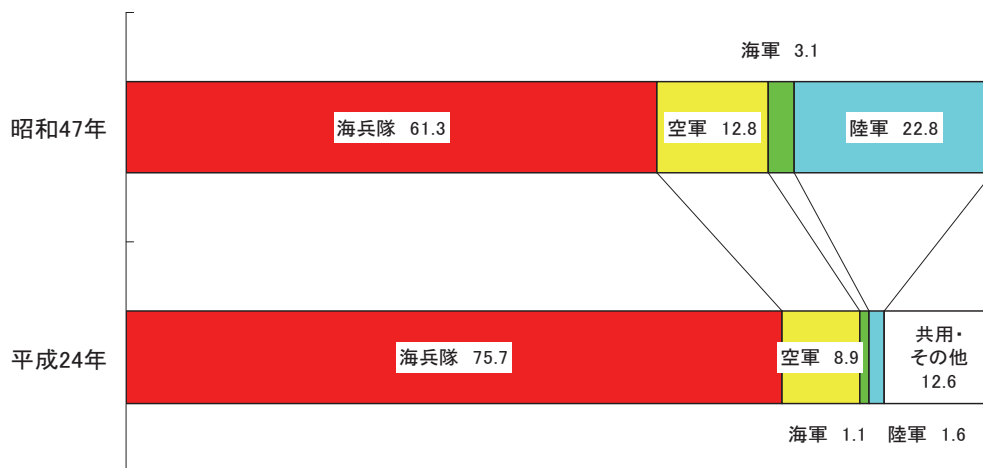 海軍 3.1
昭和47年
海兵隊 61.3
空軍 12.8
陸軍 22.8
平成24年
海兵隊 75.7
空軍 8.9
共用・
その他
12.6
海軍 1.1
陸軍 1.6